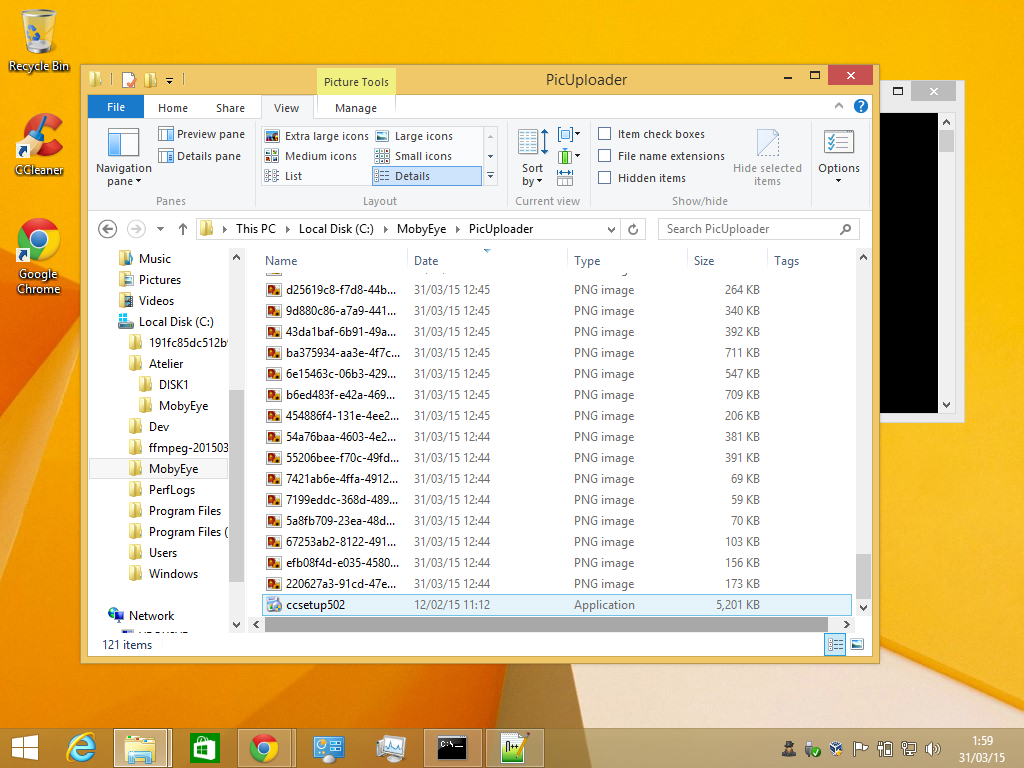 Recycle Bin
CCleaner
Google
Chrome
Picture Tools
PicUploader
File
Home
Share
View
Manage
Navigation
pane
Preview pane
Details pane
Panes
Extra large icons
Large icons
Medium icons
Small icons
List
Details
Layout
Sort
by
Current view
Item check boxes
File name extensions
Hidden items
Hide selected
items
Show/hide
Options
This PC
Local Disk (C:)
MobyEye
PicUploader
Search PicUploader
Music
Pictures
Videos
Local Disk (C:)
191fc85dc512b
Atelier
DISK1
MobyEye
Dev
ffmpeg-201503
MobyEye
PerfLogs
Program Files
Program Files (
Users
Windows
Network
Name Date Type Size Tags
d25619c8-f7d8-44b... 31/03/15 12:45 PNG image 264 KB
9d880c86-a7a9-441... 31/03/15 12:45 PNG image 340 KB
43da1baf-6b91-49a... 31/03/15 12:45 PNG image 392 KB
ba375934-aa3e-4f7c... 31/03/15 12:45 PNG image 711 KB
6e15463c-06b3-429... 31/03/15 12:45 PNG image 547 KB
b6ed483f-e42a-469... 31/03/15 12:45 PNG image 709 KB
454886f4-131e-4ee2... 31/03/15 12:45 PNG image 206 KB
54a76baa-4603-4e2... 31/03/15 12:44 PNG image 381 KB
55206bee-f70c-49fd... 31/03/15 12:44 PNG image 391 KB
7421ab6e-4ffa-4912... 31/03/15 12:44 PNG image 69 KB
7199eddc-368d-489... 31/03/15 12:44 PNG image 59 KB
5a8fb709-23ea-48d... 31/03/15 12:44 PNG image 70 KB
67253ab2-8122-491... 31/03/15 12:44 PNG image 103 KB
efb08f4d-e035-4580... 31/03/15 12:44 PNG image 156 KB
220627a3-91cd-47e... 31/03/15 12:44 PNG image 173 KB
ccsetup502 12/02/15 11:12 Application 5,201 KB
121 items
1:59
31/03/15